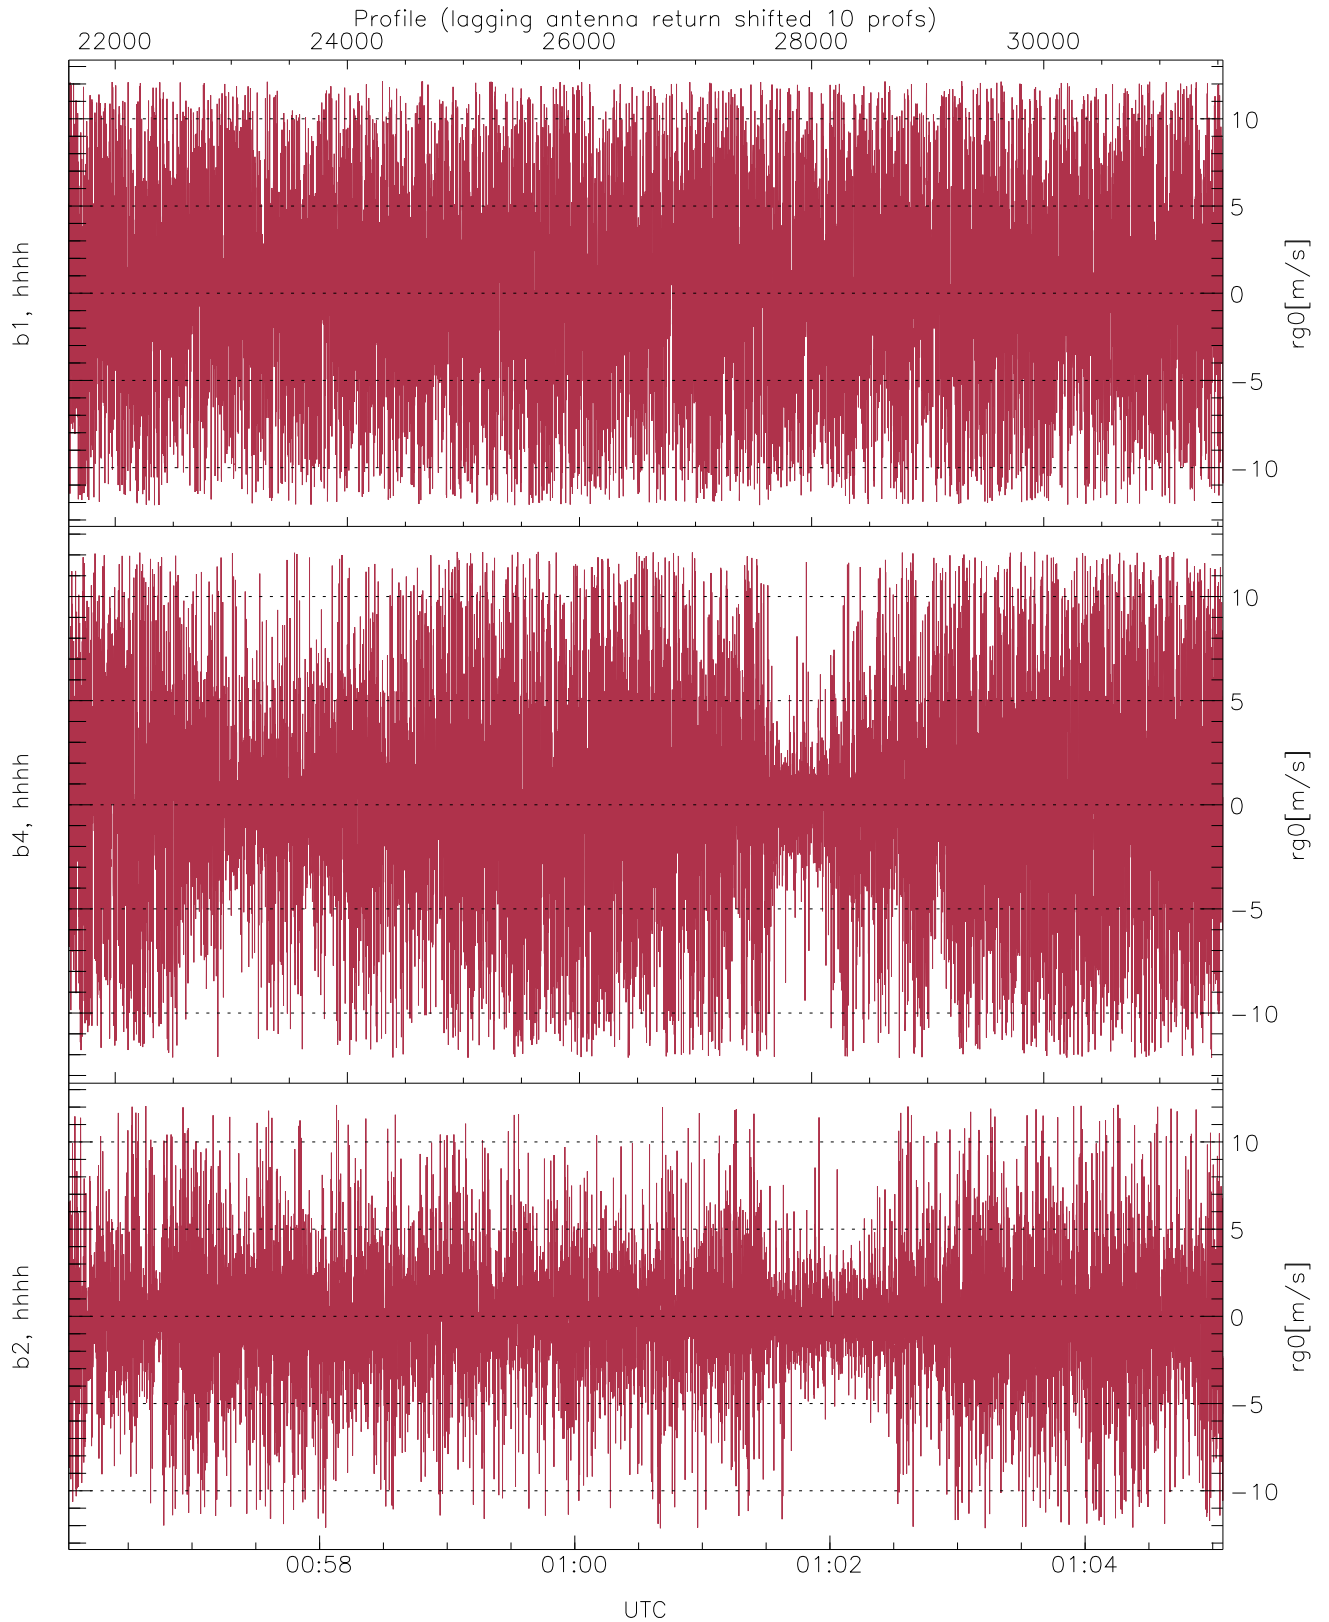 Profile (lagging antenna return shifted 10 profs)
22000 24000 26000 28000 30000
10
5
0
-5
-10
b1, hhhh
rg0[m/s]
10
5
0
-5
-10
b4, hhhh
rg0[m/s]
10
5
0
-5
-10
b2, hhhh
rg0[m/s]
00:58 01:00 01:02 01:04
UTC